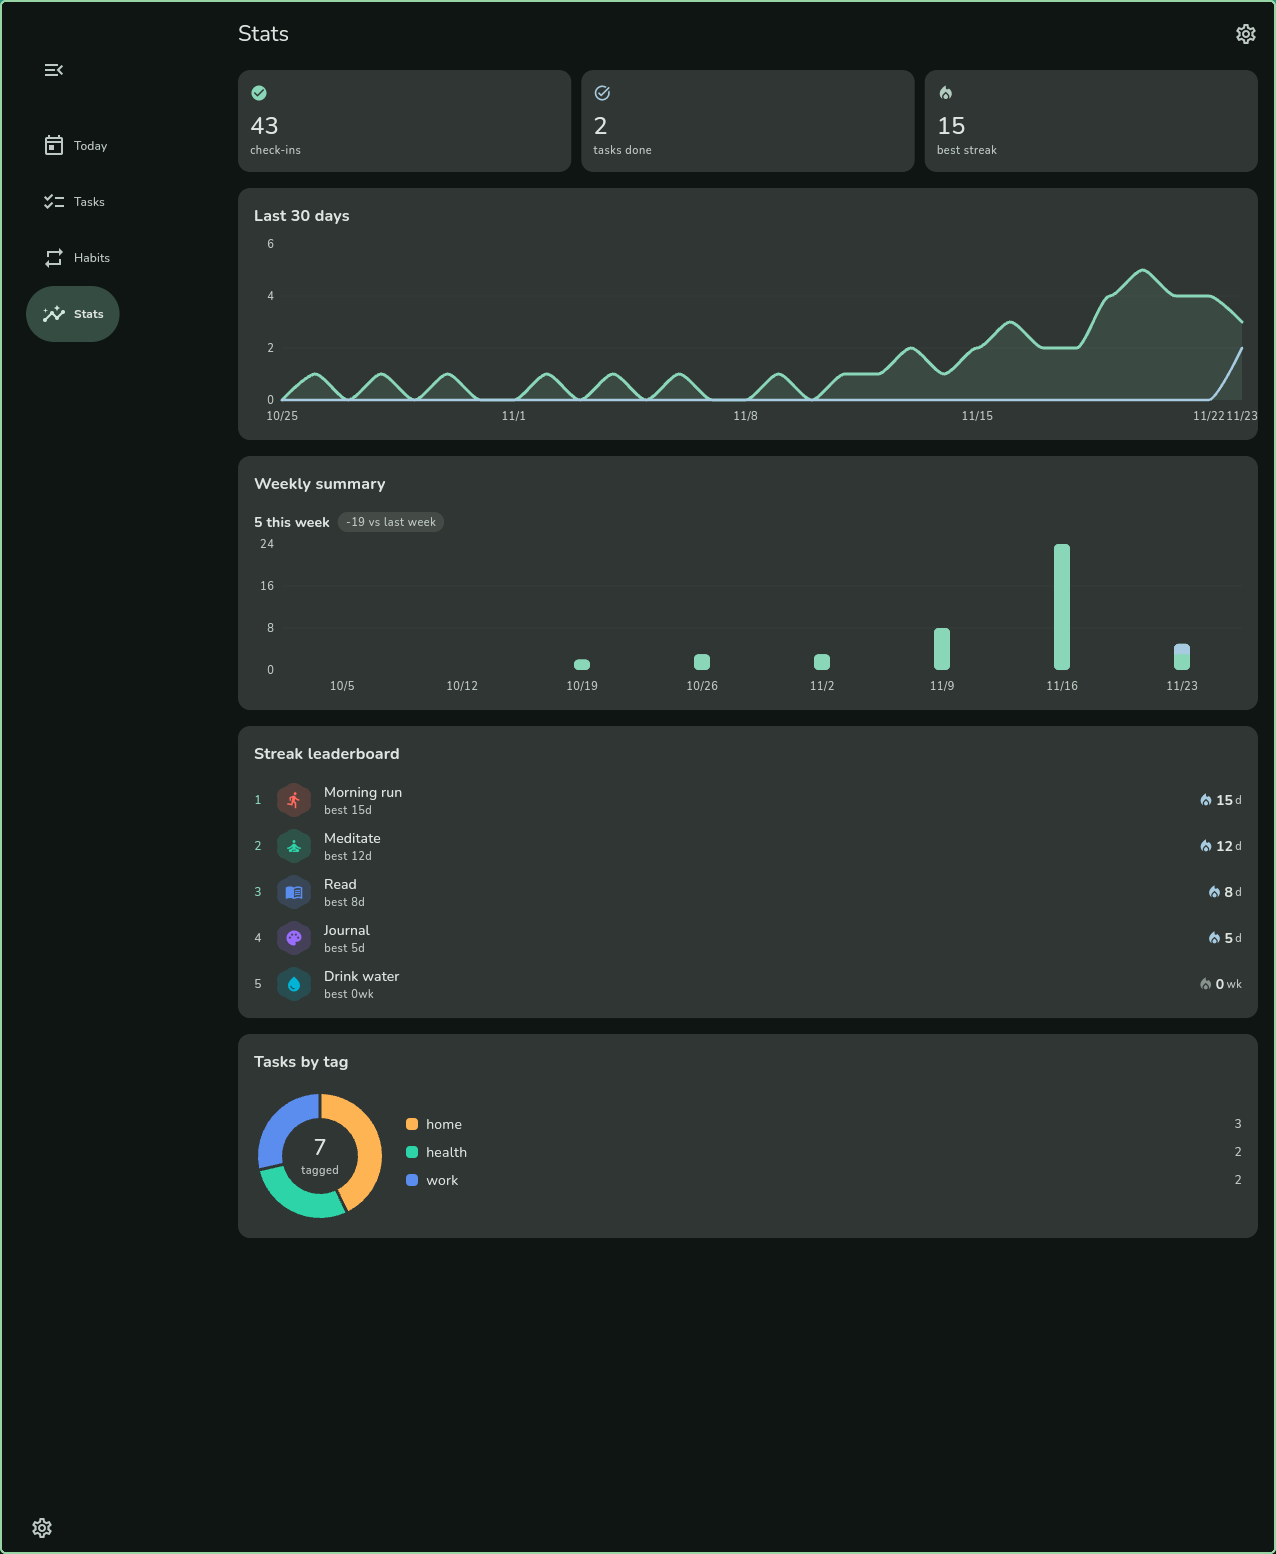 Stats
Today
Tasks
Habits
Stats
43
check-ins
2
tasks done
15
best streak
Last 30 days
6
4
2
0
10/25 11/1 11/8 11/15 11/22 11/23
Weekly summary
5 this week -19 vs last week
24
16
8
0
10/5 10/12 10/19 10/26 11/2 11/9 11/16 11/23
Streak leaderboard
1 Morning run 15 d
best 15d
2 Meditate 12 d
best 12d
3 Read 8 d
best 8d
4 Journal 5 d
best 5d
5 Drink water 0 wk
best 0wk
Tasks by tag
7
tagged
home 3
health 2
work 2